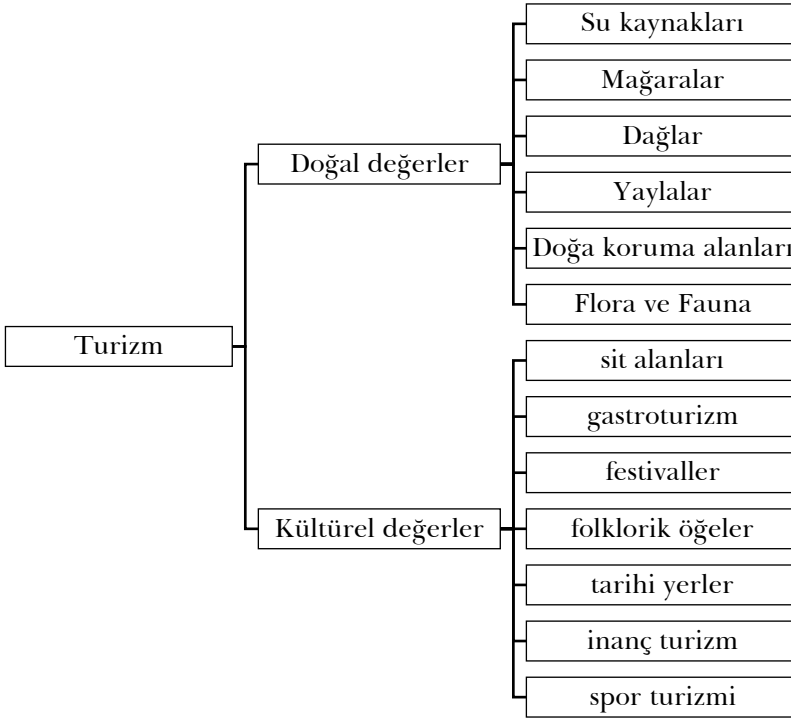 Turizm
Doğal değerler
Su kaynakları
Mağaralar
Dağlar
Yaylalar
Doğa koruma alanları
Flora ve Fauna
Kültürel değerler
sit alanları
gastroturizm
festivaller
folklorik öğeler
tarihi yerler
inanç turizm
spor turizmi